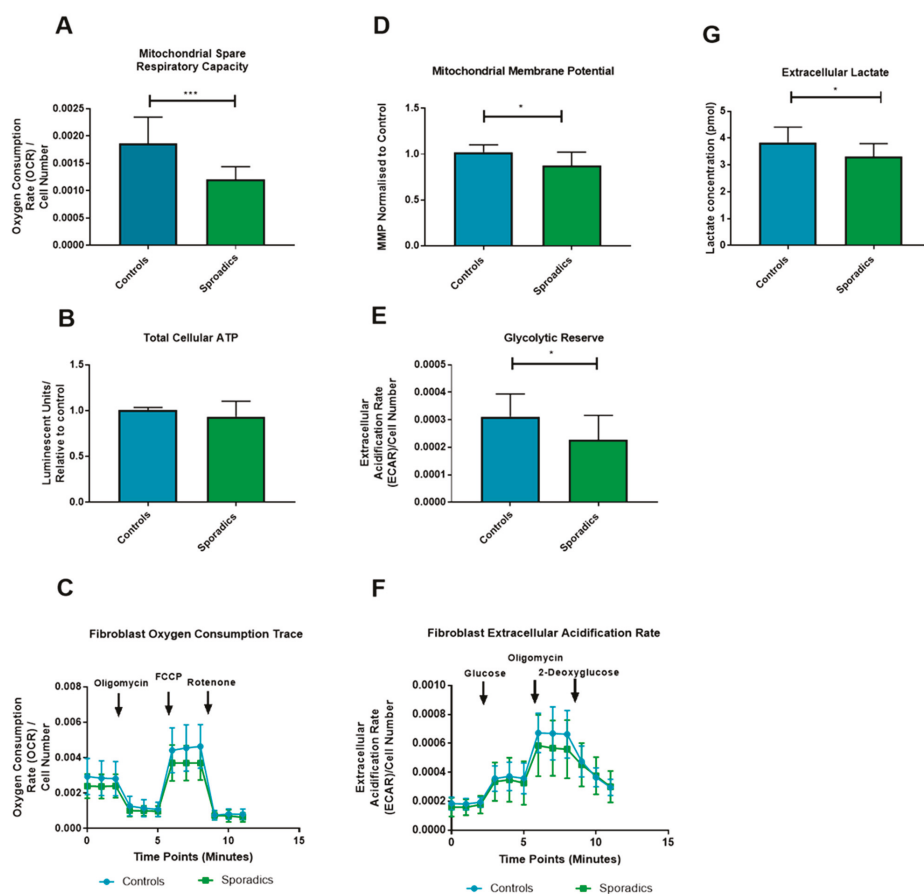 A
Mitochondrial Spare
Respiratory Capacity
***
Oxygen Consumption
Rate (OCR) /
Cell Number
0.0025
0.0020
0.0015
0.0010
0.0005
0.0000
Controls
Sproadics
D
Mitochondrial Membrane Potential
*
MMP Normalised to Control
1.5
1.0
0.5
0.0
Controls
Sporadics
G
Extracellular Lactate
*
Lactate concentration (pmol)
5
4
3
2
1
0
Controls
Sporadics
B
Total Cellular ATP
Luminescent Units/
Relative to control
1.5
1.0
0.5
0.0
Controls
Sporadics
E
Glycolytic Reserve
*
Extracellular
Acidification Rate
(ECAR)/Cell Number
0.0005
0.0004
0.0003
0.0002
0.0001
0.0000
Controls
Sporadics
C
Fibroblast Oxygen Consumption Trace
Oligomycin
FCCP
Rotenone
Oxygen Consumption
Rate (OCR) /
Cell Number
0.008
0.006
0.004
0.002
0.000
0 5 10 15
Time Points (Minutes)
Controls Sporadics
F
Fibroblast Extracellular Acidification Rate
Oligomycin
Glucose
2-Deoxyglucose
Extracellular
Acidification Rate
(ECAR)/Cell Number
0.0010
0.0008
0.0006
0.0004
0.0002
0.0000
0 5 10 15
Time Points (Minutes)
Controls Sporadics